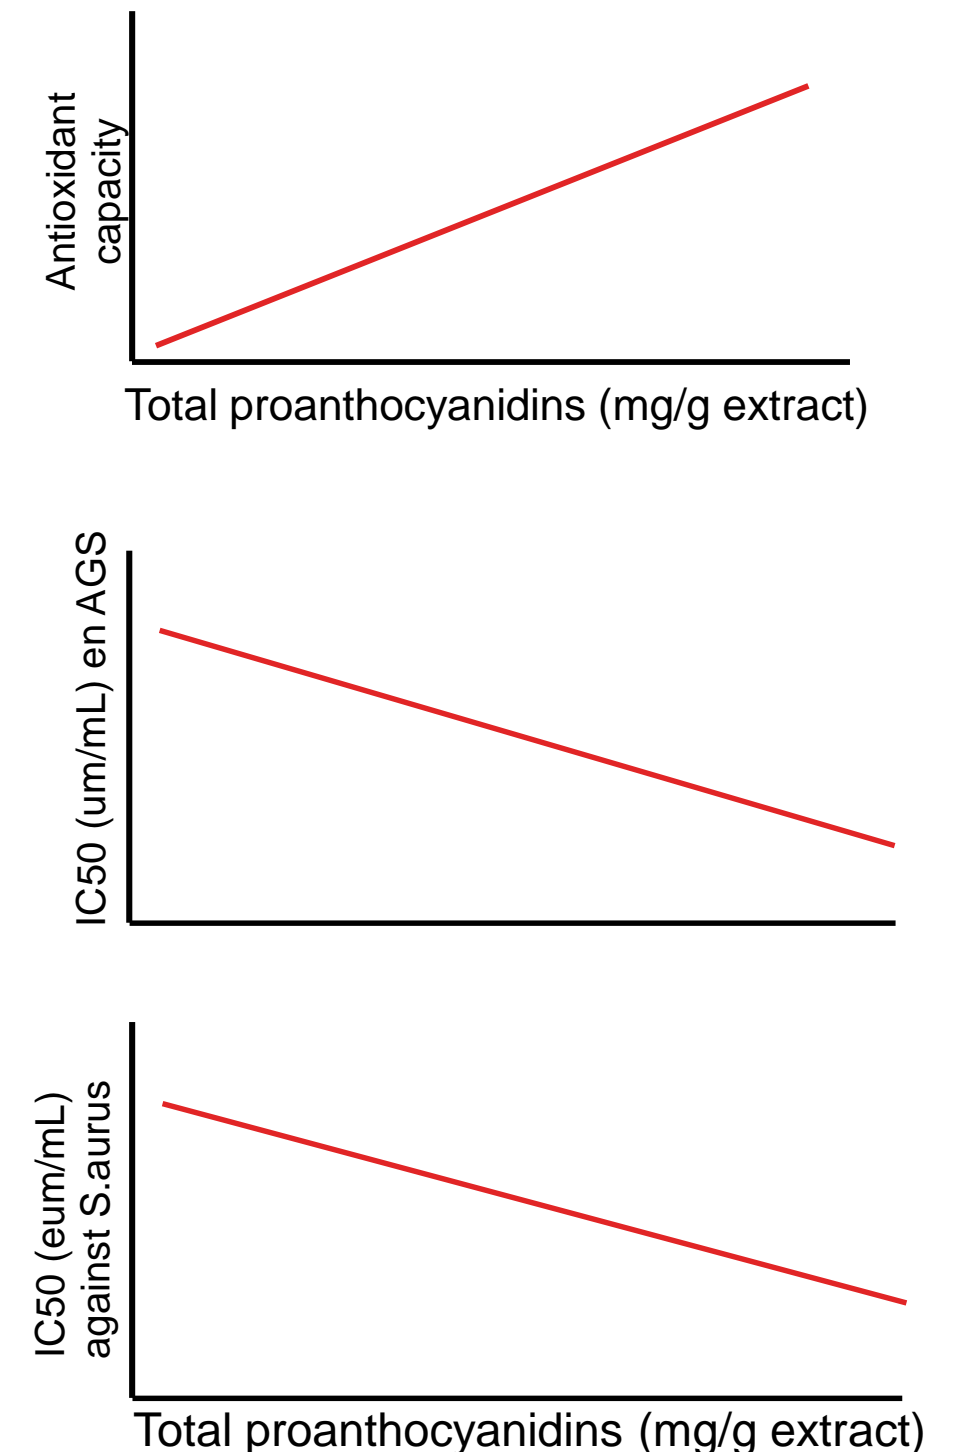 Antioxidant
capacity
Total proanthocyanidins (mg/g extract)
IC50 (um/mL) en AGS
IC50 (eum/mL)
against S.aurus
Total proanthocyanidins (mg/g extract)